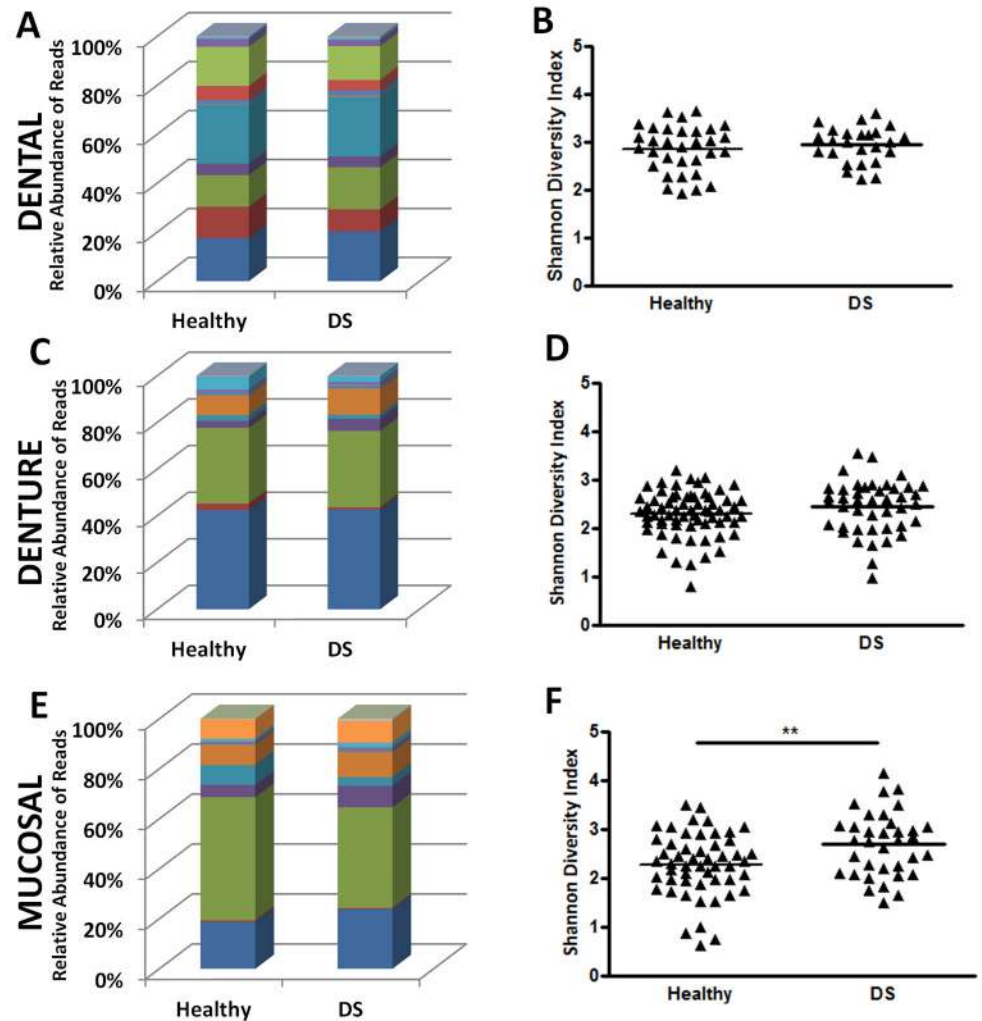 A
DENTAL
Relative Abundance of Reads
100%
80%
60%
40%
20%
0%
Healthy DS
B
Shannon Diversity Index
5
4
3
2
1
0
Healthy DS
C
DENTURE
Relative Abundance of Reads
100%
80%
60%
40%
20%
0%
Healthy DS
D
Shannon Diversity Index
5
4
3
2
1
0
Healthy DS
E
MUCOSAL
Relative Abundance of Reads
100%
80%
60%
40%
20%
0%
Healthy DS
F
Shannon Diversity Index
5
4
3
2
1
0
**
Healthy DS